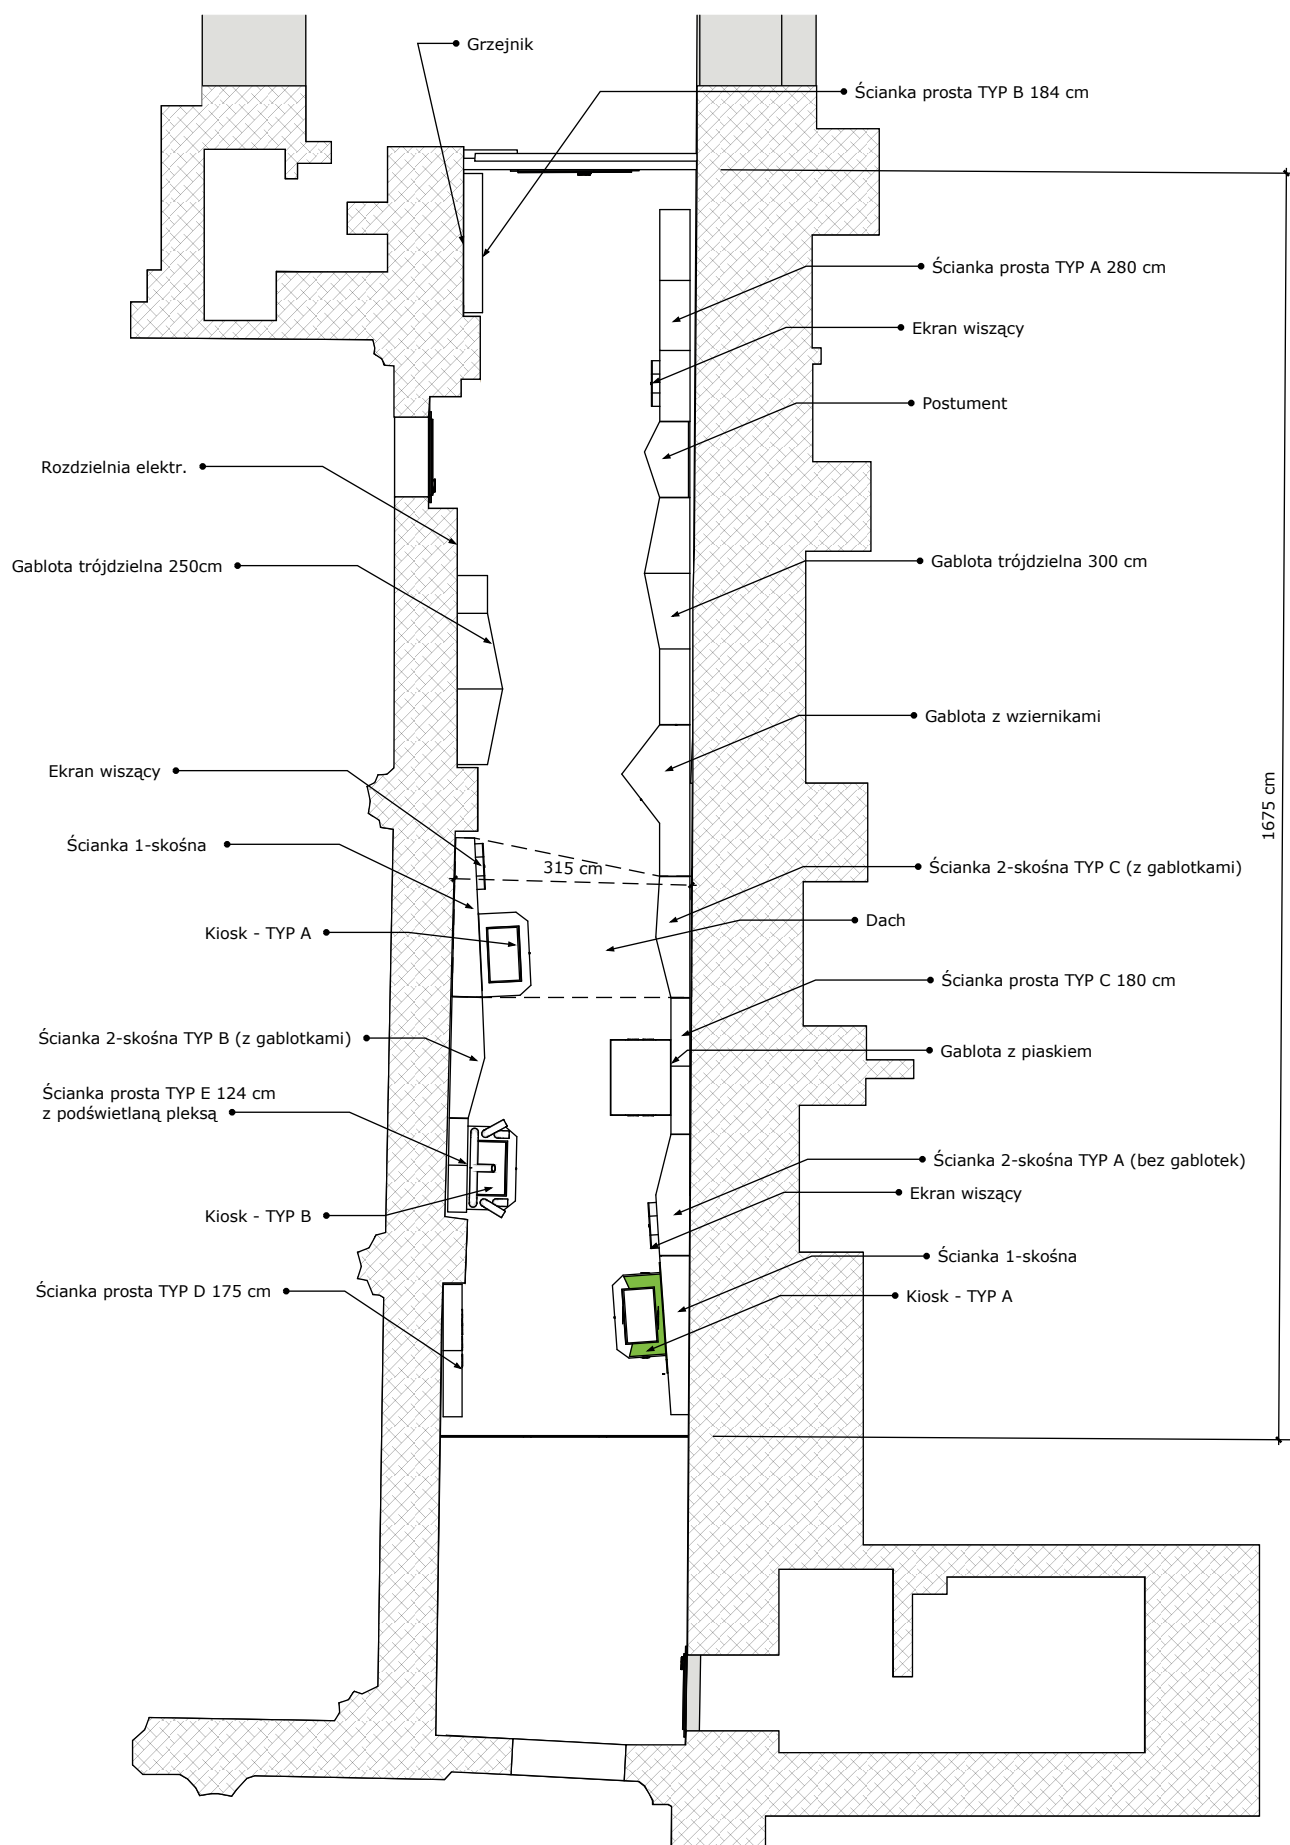 Grzejnik
Ścianka prosta TYP B 184 cm
Ścianka prosta TYP A 280 cm
Ekran wiszący
Postument
Rozdzielnia elektr.
Gablota trójdzielna 250cm
Gablota trójdzielna 300 cm
Gablota z wziernikami
Ekran wiszący
1675 cm
Ścianka 1-skośna
315 cm
Ścianka 2-skośna TYP C (z gablotkami)
Dach
Kiosk - TYP A
Ścianka prosta TYP C 180 cm
Ścianka 2-skośna TYP B (z gablotkami)
Gablota z piaskiem
Ścianka prosta TYP E 124 cm
z podświetlaną pleksą
Ścianka 2-skośna TYP A (bez gablotek)
Ekran wiszący
Kiosk - TYP B
Ścianka 1-skośna
Ścianka prosta TYP D 175 cm
Kiosk - TYP A